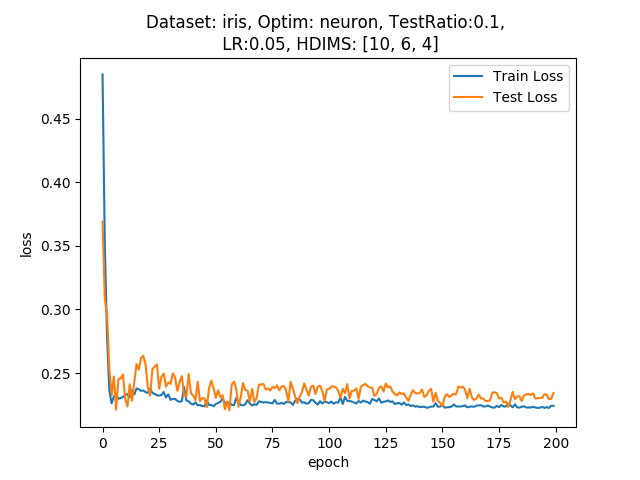 Dataset: iris, Optim: neuron, TestRatio:0.1,
LR:0.05, HDIMS: [10, 6, 4]
Train Loss
Test Loss
0.45
0.40
0.35
0.30
0.25
loss
0 25 50 75 100 125 150 175 200
epoch